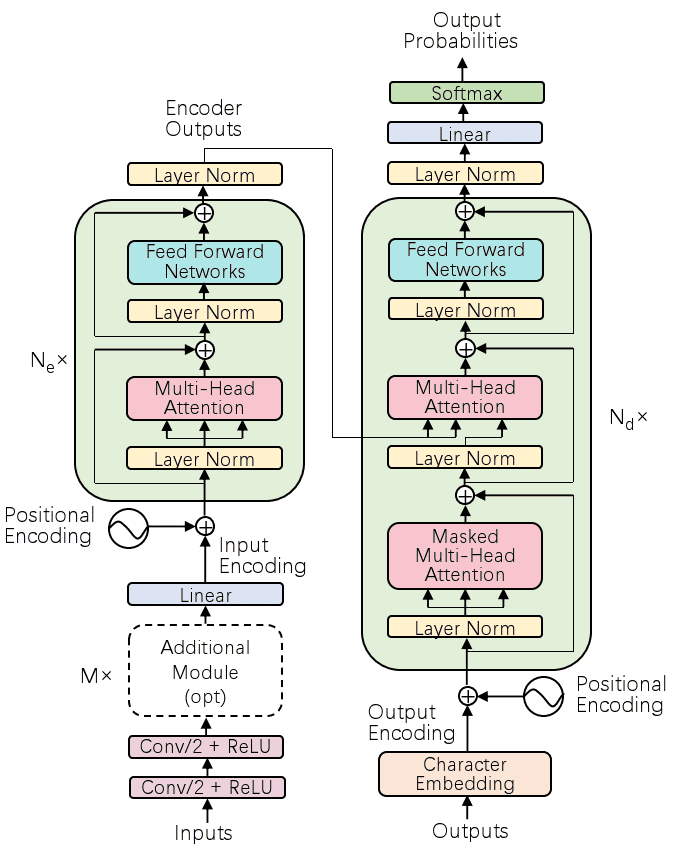 Output
Probabilities
Softmax
Linear
Layer Norm
Feed Forward
Networks
Layer Norm
Multi-Head
Attention
Layer Norm
Masked
Multi-Head
Attention
Layer Norm
N_d×
Positional
Encoding
Output
Encoding
Character
Embedding
Outputs
Encoder
Outputs
Layer Norm
Feed Forward
Networks
Layer Norm
N_e×
Multi-Head
Attention
Layer Norm
Positional
Encoding
Input
Encoding
Linear
Additional
Module
(opt)
M×
Conv/2 + ReLU
Conv/2 + ReLU
Inputs